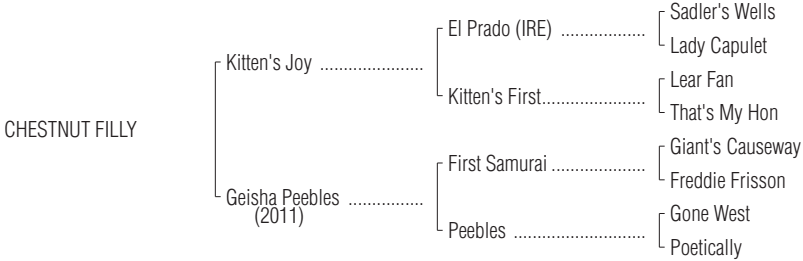 Sadler's Wells
El Prado (IRE) ...................
Lady Capulet
Kitten's Joy ......................
Lear Fan
Kitten's First......................
That's My Hon
CHESTNUT FILLY
Giant's Causeway
First Samurai ....................
Freddie Frisson
Geisha Peebles ................
(2011)
Gone West
Peebles ............................
Poetically